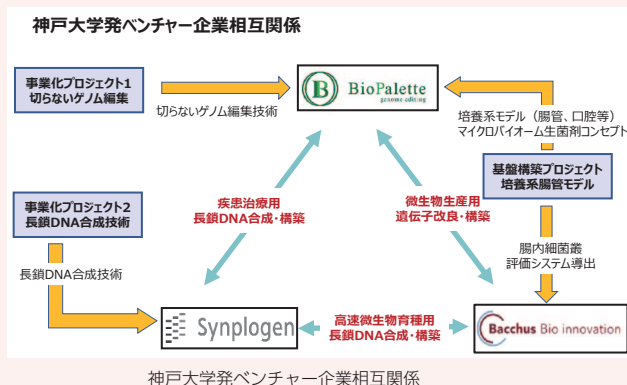 神戸大学発ベンチャー企業相互関係
事業化プロジェクト1
切らないゲノム編集
切らないゲノム編集技術
B
BioPalette
genome editing
培養系モデル（腸管、口腔等）
マイクロバイオーム生菌剤コンセプト
基盤構築プロジェクト
培養系腸管モデル
事業化プロジェクト2
長鎖DNA合成技術
疾患治療用
長鎖DNA合成・構築
微生物生産用
遺伝子改良・構築
腸内細菌叢
評価システム導出
長鎖DNA合成技術
Synplogen
高速微生物育種用
長鎖DNA合成・構築
Bacchus Bio innovation
神戸大学発ベンチャー企業相互関係